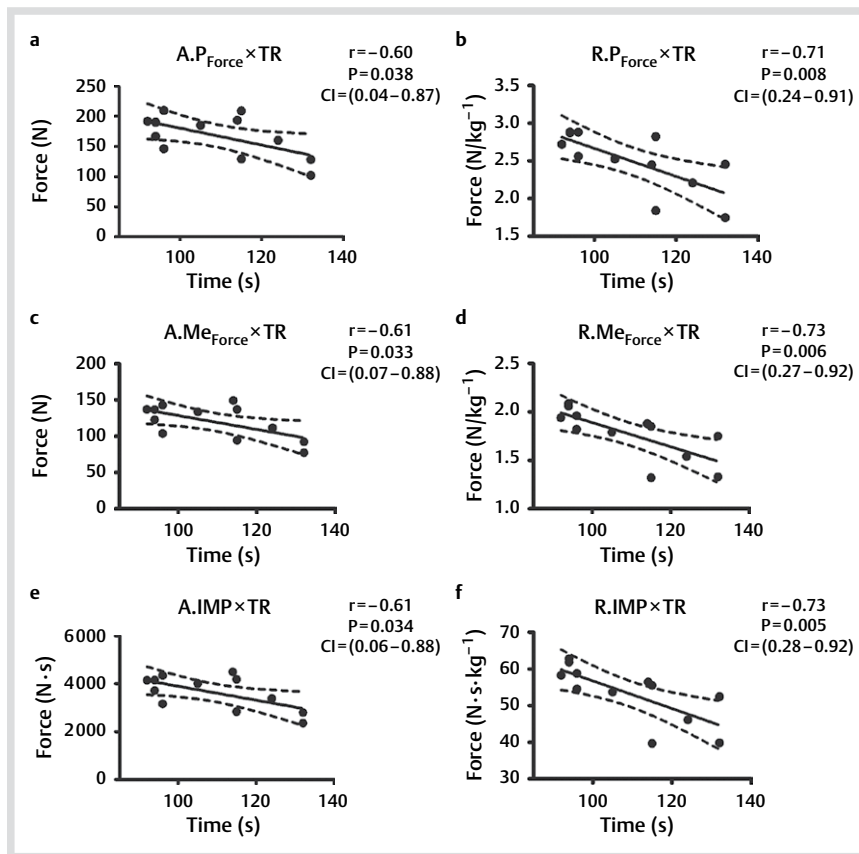 a
A.P_Force × TR
r=−0.60
P=0.038
CI=(0.04−0.87)
250
200
150
100
50
0
Force (N)
100
120
140
Time (s)
b
R.P_Force × TR
r=−0.71
P=0.008
CI=(0.24−0.91)
3.5
3.0
2.5
2.0
1.5
Force (N/kg⁻¹)
100
120
140
Time (s)
c
A.Me_Force × TR
r=−0.61
P=0.033
CI=(0.07−0.88)
200
150
100
50
0
Force (N)
100
120
140
Time (s)
d
R.Me_Force × TR
r=−0.73
P=0.006
CI=(0.27−0.92)
2.5
2.0
1.5
1.0
Force (N/kg⁻¹)
100
120
140
Time (s)
e
A.IMP × TR
r=−0.61
P=0.034
CI=(0.06−0.88)
6000
4000
2000
0
Force (N·s)
100
120
140
Time (s)
f
R.IMP × TR
r=−0.73
P=0.005
CI=(0.28−0.92)
70
60
50
40
30
Force (N·s·kg⁻¹)
100
120
140
Time (s)